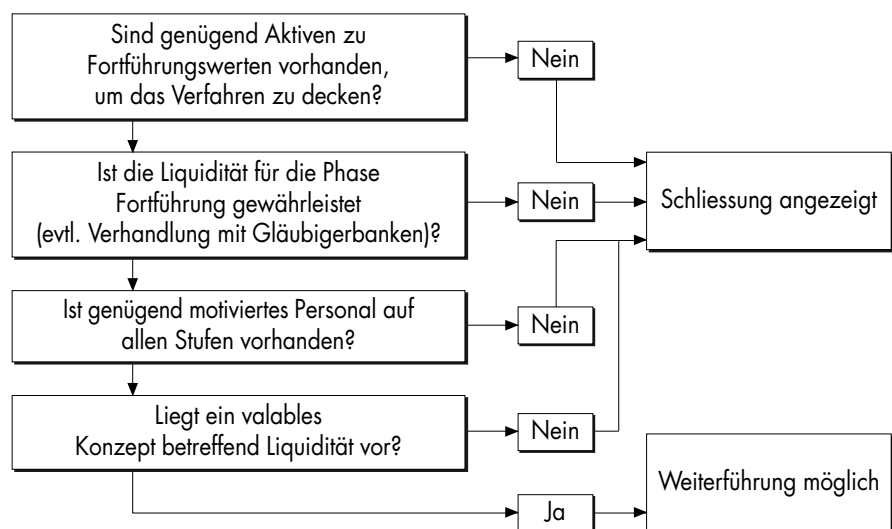 Sind genügend Aktiven zu
Fortführungswerten vorhanden,
um das Verfahren zu decken?
Nein
Ist die Liquidität für die Phase
Fortführung gewährleistet
(evtl. Verhandlung mit Gläubigerbanken)?
Nein
Schliessung angezeigt
Ist genügend motiviertes Personal auf
allen Stufen vorhanden?
Nein
Liegt ein valables
Konzept betreffend Liquidität vor?
Nein
Weiterführung möglich
Ja